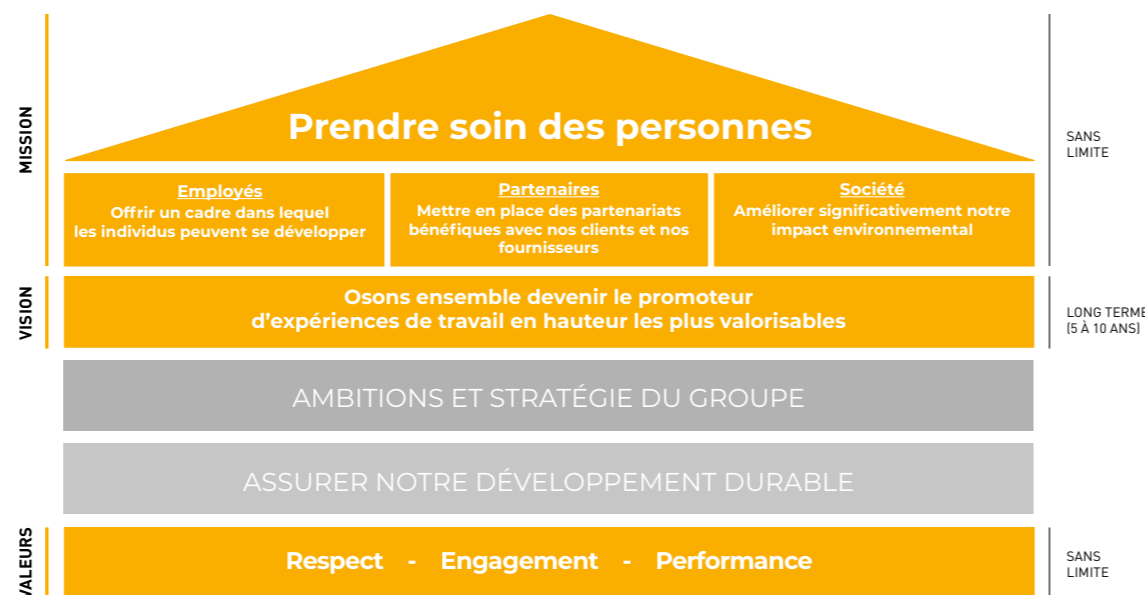 MISSION
Prendre soin des personnes
SANS
LIMITE
Employés
Offrir un cadre dans lequel
les individus peuvent se développer
Partenaires
Mettre en place des partenariats
bénéfiques avec nos clients et nos
fournisseurs
Société
Améliorer significativement notre
impact environnemental
VISION
Osons ensemble devenir le promoteur
d'expériences de travail en hauteur les plus valorisables
LONG TERME
(5 À 10 ANS)
AMBITIONS ET STRATÉGIE DU GROUPE
ASSURER NOTRE DÉVELOPPEMENT DURABLE
VALEURS
Respect - Engagement - Performance
SANS
LIMITE